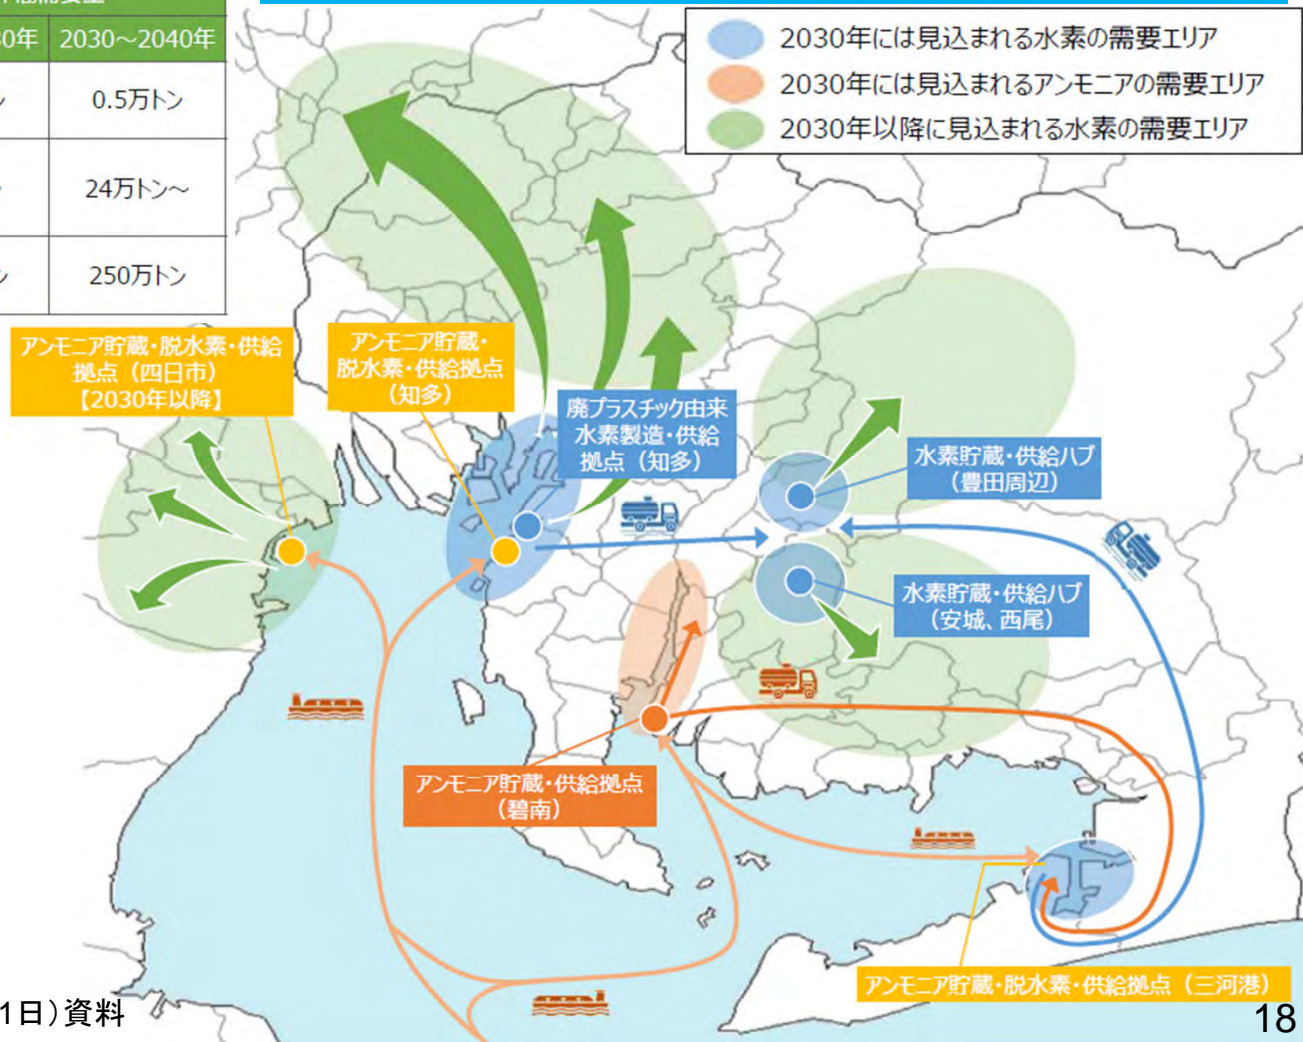 2030～2040年
0.5万トン
24万トン～
250万トン
2030年には見込まれる水素の需要エリア
2030年には見込まれるアンモニアの需要エリア
2030年以降に見込まれる水素の需要エリア
アンモニア貯蔵・脱水素・供給
拠点（四日市）
【2030年以降】
アンモニア貯蔵・
脱水素・供給拠点
（知多）
廃プラスチック由来
水素製造・供給
拠点（知多）
水素貯蔵・供給ハブ
（豊田周辺）
水素貯蔵・供給ハブ
（安城、西尾）
アンモニア貯蔵・供給拠点
（碧南）
アンモニア貯蔵・脱水素・供給拠点（三河港）
1日）資料
18